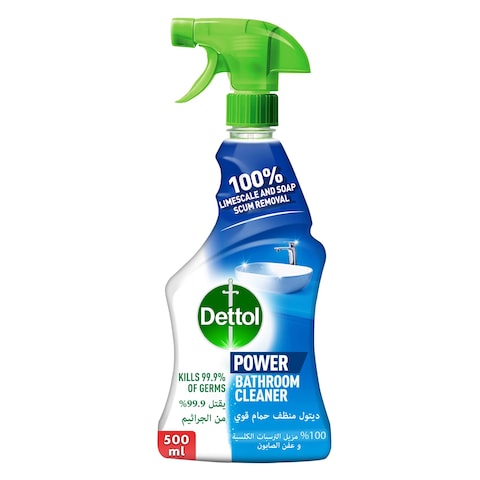 100%
LIMESCALE AND SOAP
SCUM REMOVAL
Dettol
POWER
BATHROOM
CLEANER
KILLS 99.9%
OF GERMS
يقتل 99.9%
من الجراثيم
ديتول منظف حمام قوي
100% مزيل الترسبات الكلسية
و عفن الصابون
500
ml